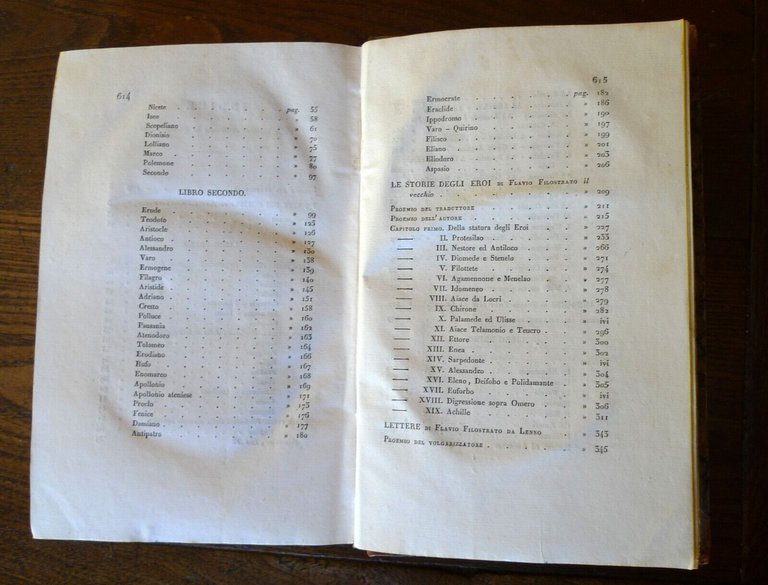 614
Nicete . . . . . . . . pag. 55
Iseo . . . . . . . . » 58
Scopeliano . . . . . . . . » 61
Dionisio . . . . . . . . » 70
Lolliano . . . . . . . . » 75
Marco . . . . . . . . » 77
Polemone . . . . . . . . » 80
Secondo . . . . . . . . » 97
LIBRO SECONDO.
Erode . . . . . . . . » 99
Teodoto . . . . . . . . » 123
Aristocle . . . . . . . . » 125
Antioco . . . . . . . . » 127
Alessandro . . . . . . . . » 130
Varo . . . . . . . . » 138
Ermogene . . . . . . . . » 139
Filagro . . . . . . . . » 140
Aristide . . . . . . . . » 145
Adriano . . . . . . . . » 151
Cresto . . . . . . . . » 158
Polluce . . . . . . . . » 160
Pausania . . . . . . . . » 162
Atenodoro . . . . . . . . » 163
Tolomeo . . . . . . . . » 164
Erodiano . . . . . . . . » 166
Rufo . . . . . . . . » 167
Enomarco . . . . . . . . » 168
Apollonio . . . . . . . . » 169
Apollonio ateniese . . . . . . . . » 171
Proclo . . . . . . . . » 173
Fenice . . . . . . . . » 176
Damiano . . . . . . . . » 177
Antipatro . . . . . . . . » 180
615
Ermocrate . . . . . . . . pag. 182
Eraclide . . . . . . . . » 186
Ippodromo . . . . . . . . » 190
Varo - Quirino . . . . . . . . » 197
Filisco . . . . . . . . » 199
Eliano . . . . . . . . » 201
Eliodoro . . . . . . . . » 203
Aspasio . . . . . . . . » 206
LE STORIE DEGLI EROI DI FLAVIO FILOSTRATO il
vecchio . . . . . . . . » 209
PROEMIO DEL TRADUTTORE . . . . . . . . » 211
PROEMIO DELL'AUTORE . . . . . . . . » 215
CAPITOLO PRIMO. Della statura degli Eroi . . . . » 227
—— II. Protesilao . . . . » 233
—— III. Nestore ed Antiloco . . . . » 266
—— IV. Diomede e Stenelo . . . . » 271
—— V. Filottete . . . . » 274
—— VI. Agamennone e Menelao . . . . » 277
—— VII. Idomeneo . . . . » 278
—— VIII. Aiace da Locri . . . . » 279
—— IX. Chirone . . . . » 282
—— X. Palamede ed Ulisse . . . . » ivi
—— XI. Aiace Telamonio e Teucro . . . . » 296
—— XII. Ettore . . . . » 300
—— XIII. Enea . . . . » 302
—— XIV. Sarpedonte . . . . » ivi
—— XV. Alessandro . . . . » 304
—— XVI. Eleno, Deifobo e Polidamante . . » 305
—— XVII. Euforbo . . . . » ivi
—— XVIII. Digressione sopra Omero . . . . » 306
—— XIX. Achille . . . . » 311
LETTERE DI FLAVIO FILOSTRATO DA LENNO . . » 343
PROEMIO DEL VOLGARIZZATORE . . . . . . » 345